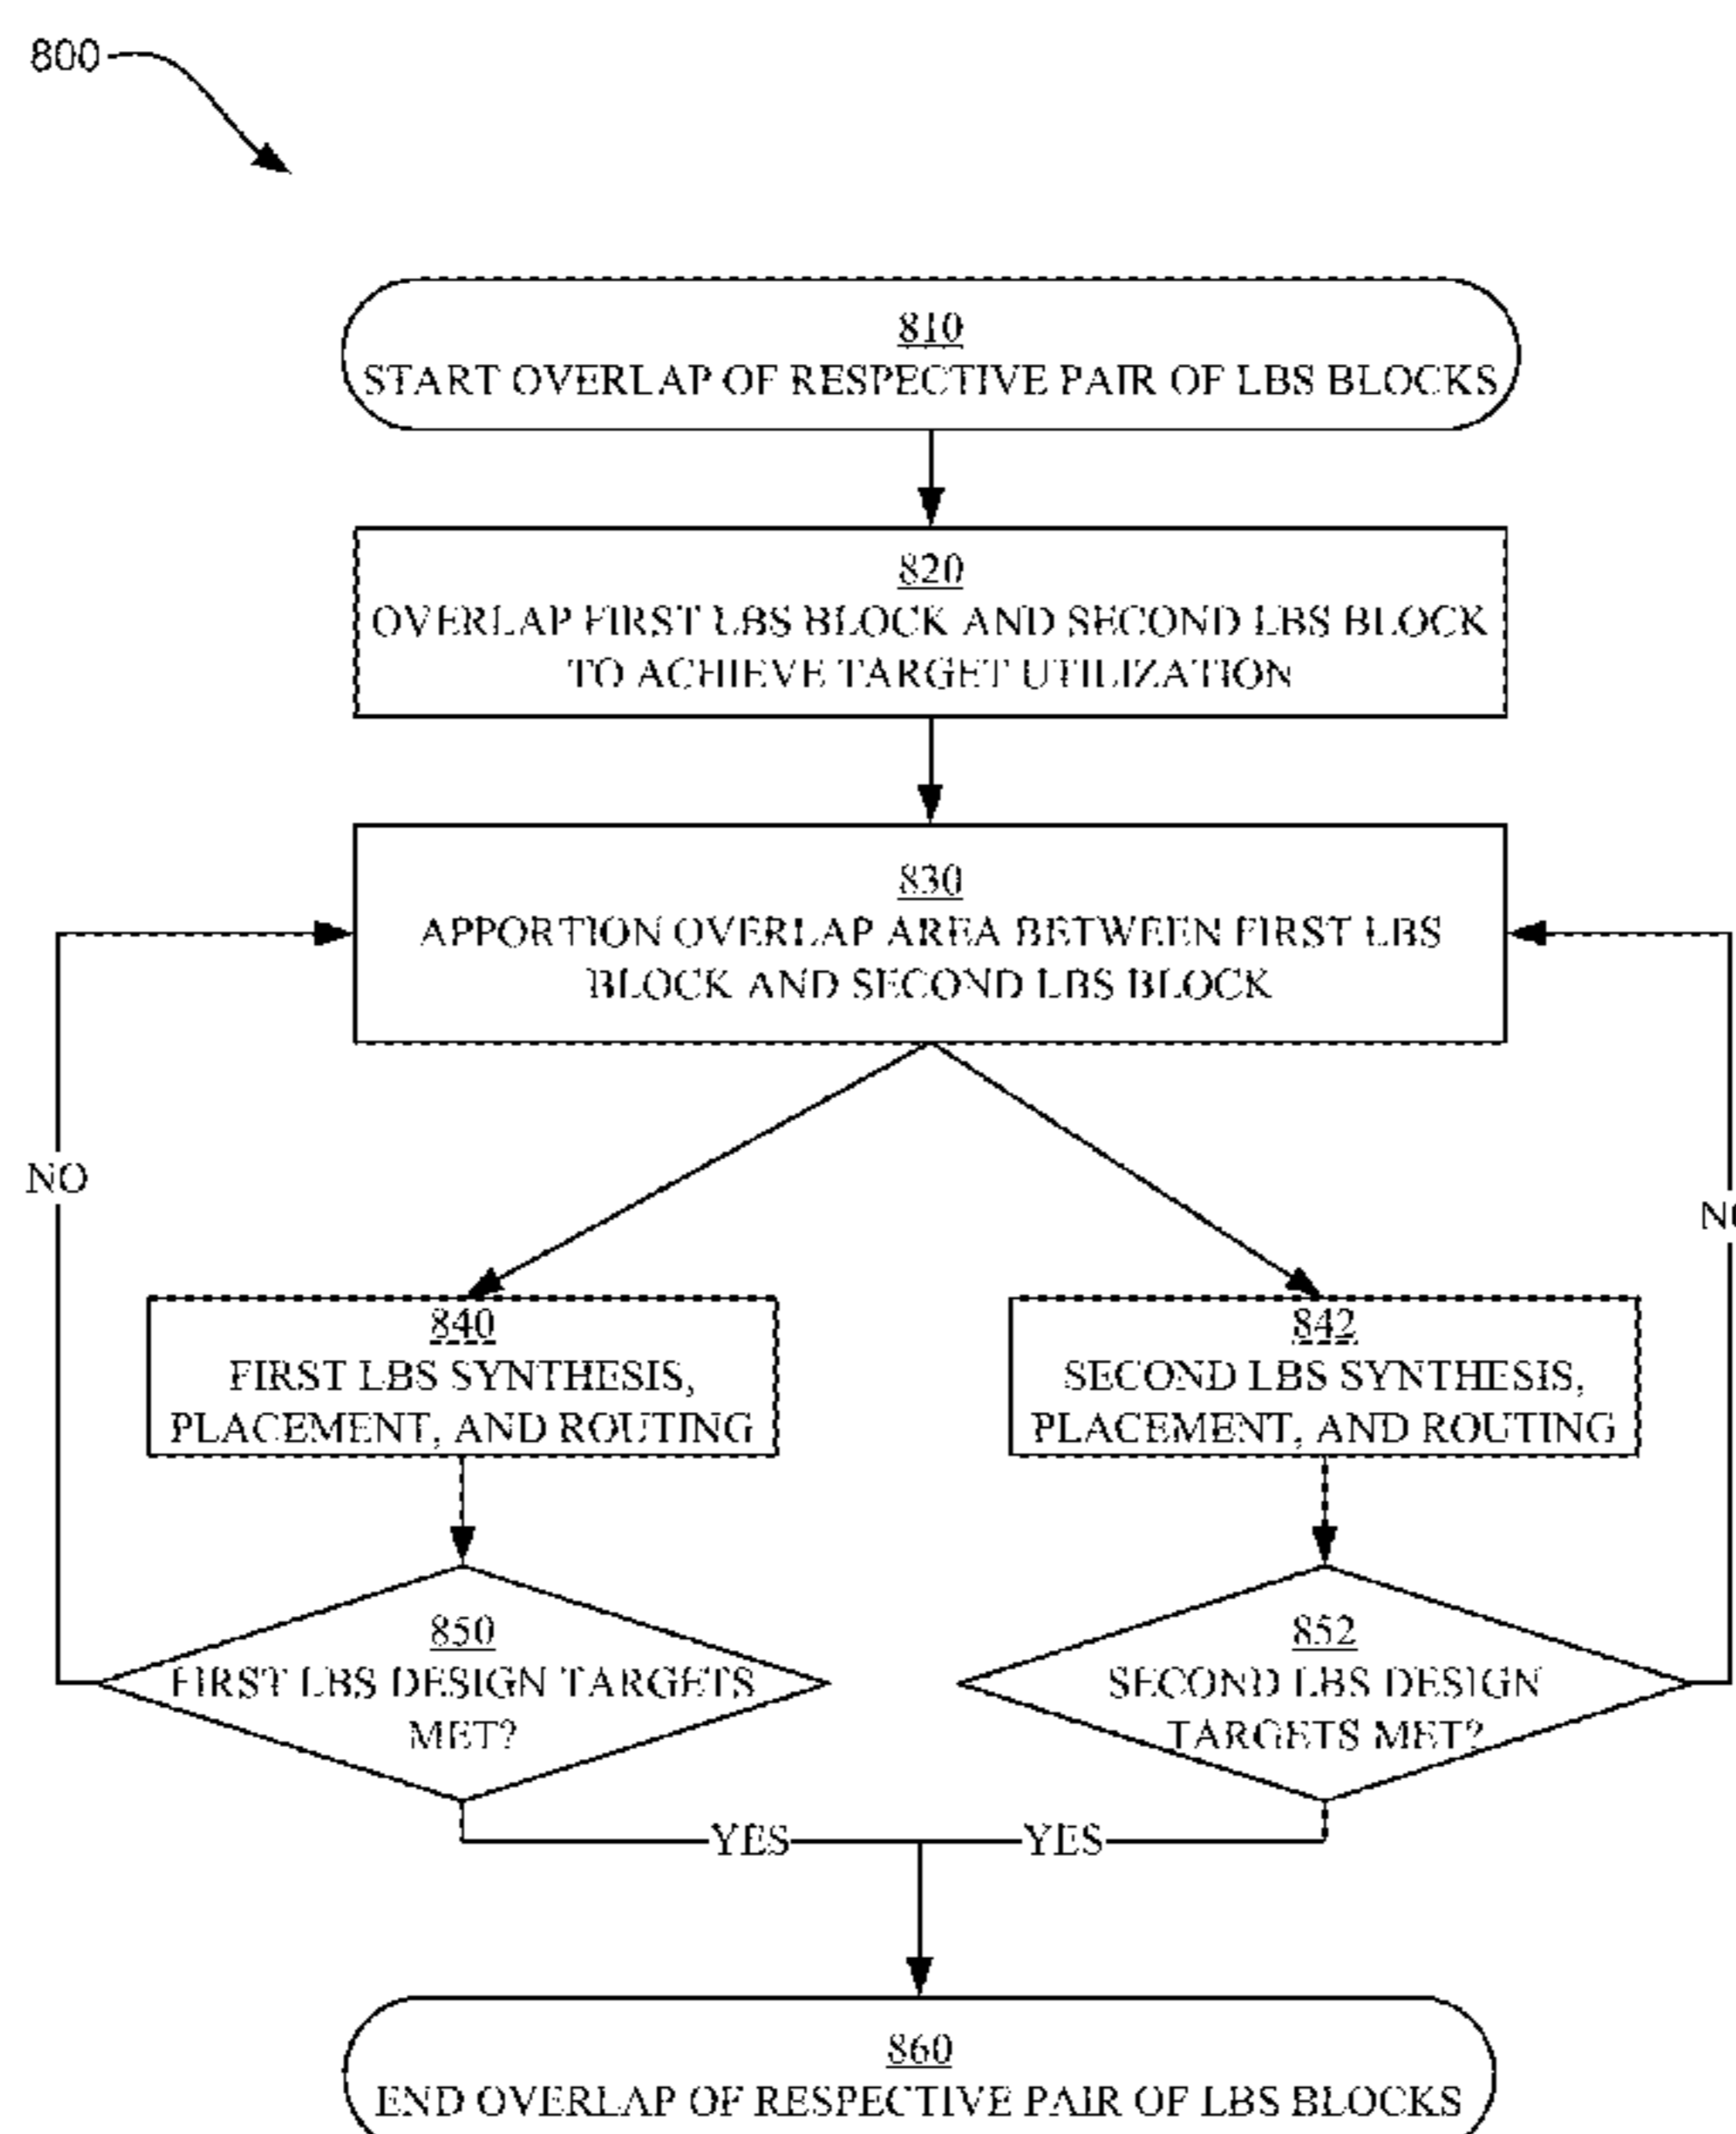 800
810
START OVERLAP OF RESPECTIVE PAIR OF LBS BLOCKS
820
OVERLAP FIRST LBS BLOCK AND SECOND LBS BLOCK
TO ACHIEVE TARGET UTILIZATION
830
APPORTION OVERLAP AREA BETWEEN FIRST LBS
BLOCK AND SECOND LBS BLOCK
NO
840
FIRST LBS SYNTHESIS,
PLACEMENT, AND ROUTING
842
SECOND LBS SYNTHESIS,
PLACEMENT, AND ROUTING
850
FIRST LBS DESIGN TARGETS
MET?
852
SECOND LBS DESIGN
TARGETS MET?
YES
YES
860
END OVERLAP OF RESPECTIVE PAIR OF LBS BLOCKS